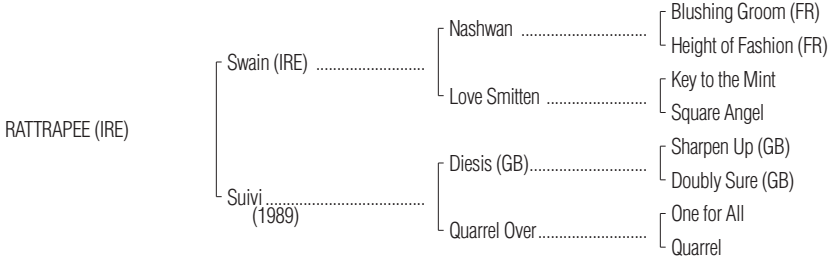 Blushing Groom (FR)
Nashwan ..............................
Height of Fashion (FR)
Swain (IRE) ..........................
Key to the Mint
Love Smitten ........................
Square Angel
RATTRAPEE (IRE)
Sharpen Up (GB)
Diesis (GB)............................
Doubly Sure (GB)
Suivi.......................................
(1989)
One for All
Quarrel Over..........................
Quarrel